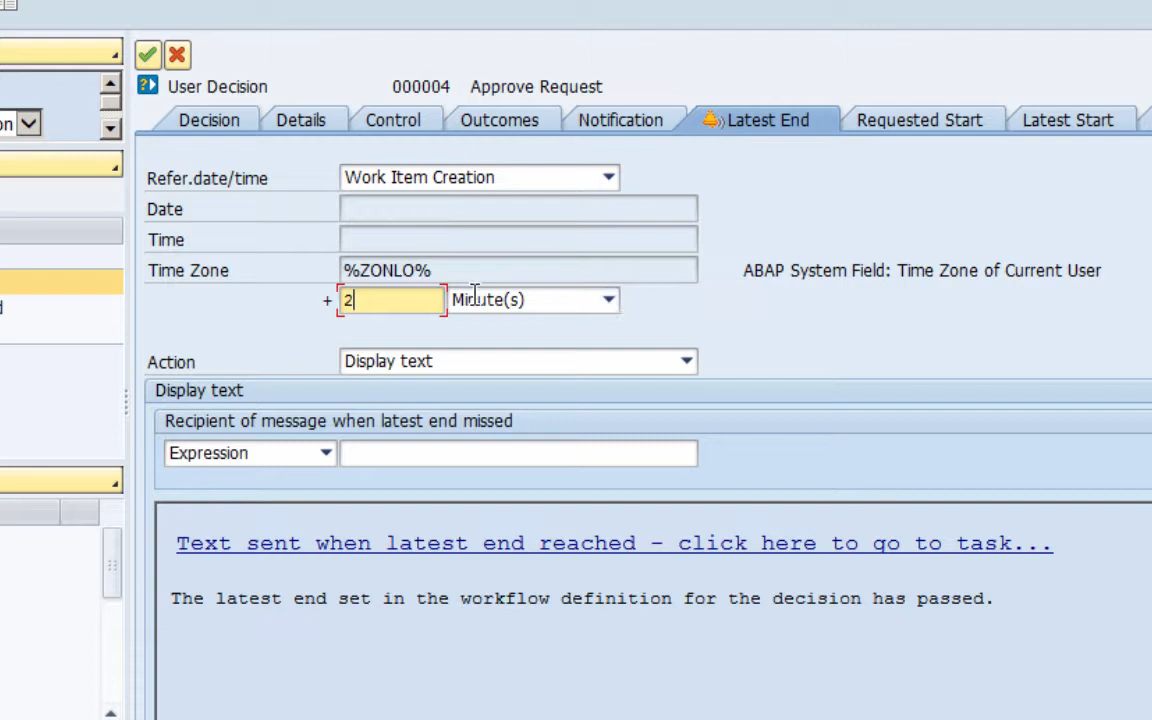 User Decision 000004 Approve Request
on
Decision Details Control Outcomes Notification Latest End Requested Start Latest Start
Refer.date/time Work Item Creation
Date
Time
Time Zone %ZONLO% ABAP System Field: Time Zone of Current User
+ 2 Minute(s)
Action Display text
Display text
Recipient of message when latest end missed
Expression
Text sent when latest end reached - click here to go to task...
The latest end set in the workflow definition for the decision has passed.